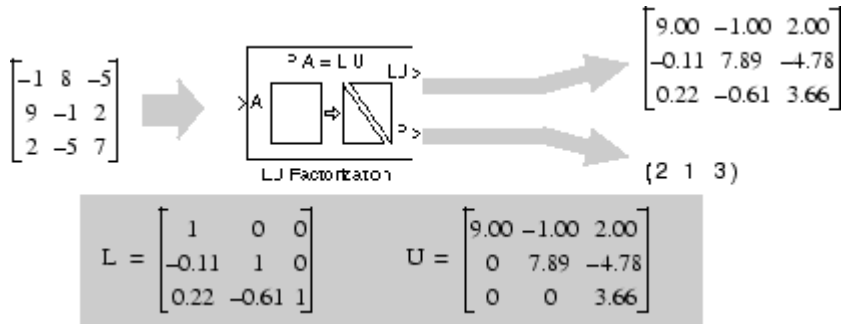 [-1 8 -5]
[9 -1 2]
[2 -5 7]
P A = L U
LU >
> A
P >
LU Factorization
[9.00 -1.00 2.00]
[-0.11 7.89 -4.78]
[0.22 -0.61 3.66]
(2 1 3)
L = [1 0 0]
[-0.11 1 0]
[0.22 -0.61 1]
U = [9.00 -1.00 2.00]
[0 7.89 -4.78]
[0 0 3.66]